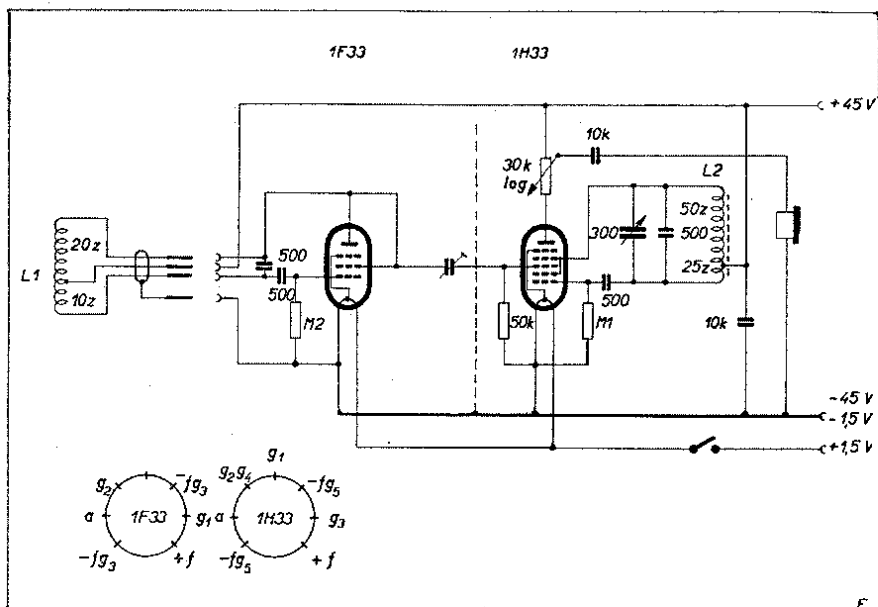 1F33
1H33
+45 V
10k
30k
log
L2
50z
300
500
25z
20z
L1
10z
500
500
M2
50k
M1
500
10k
-45 V
-1,5 V
+1,5 V
g1
g2
-fg3
g2g4
-fg5
a
1F33
g1
a
1H33
g3
-fg3
+f
-fg5
+f